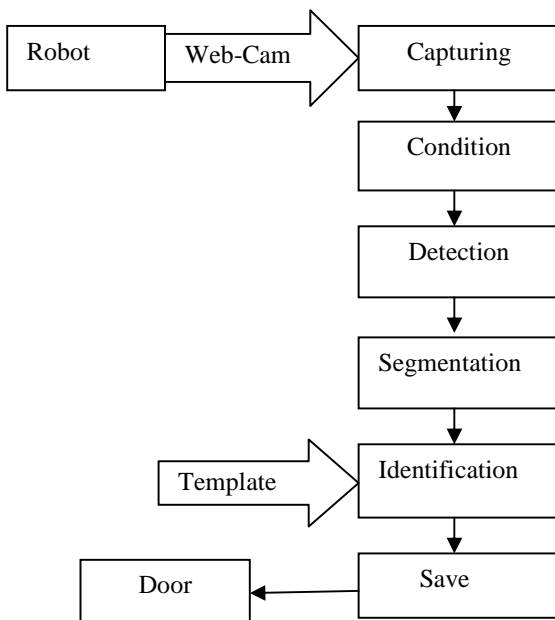 Robot
Web-Cam
Capturing
Condition
Detection
Segmentation
Template
Identification
Door
Save